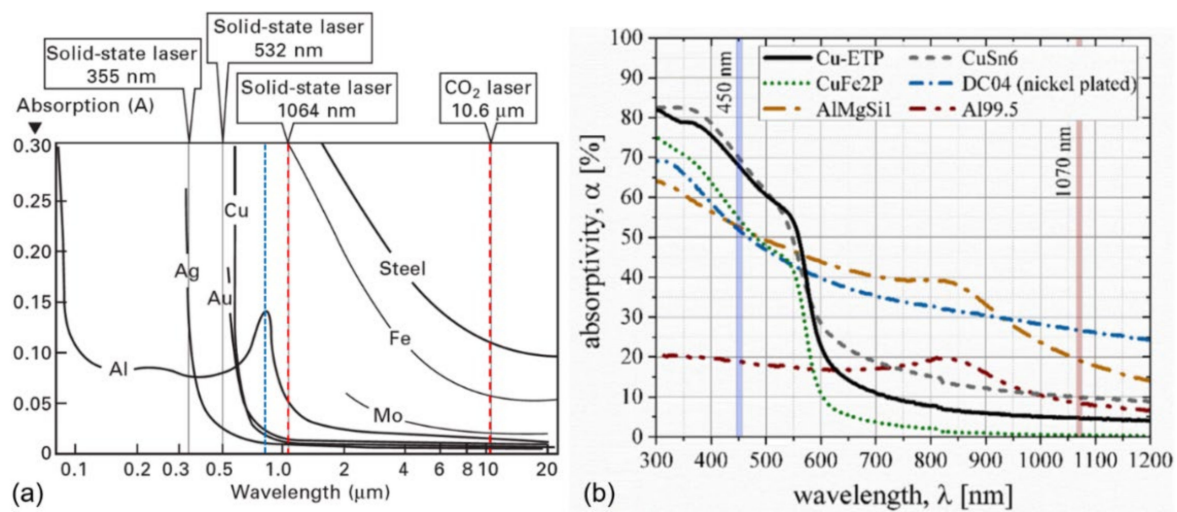 Solid-state laser
532 nm
Solid-state laser
355 nm
Solid-state laser
1064 nm
CO₂ laser
10.6 μm
Absorption (A)
0.30
0.25
0.20
0.15
0.10
0.05
0
Cu
Ag
Au
Al
Steel
Fe
Mo
0.1 (0.2) 0.3 0.5 1.0 2 4 6 8 10 20
Wavelength (μm)
(a)
100
90
80
70
60
50
40
30
20
10
0
absorptivity, α [%]
450 nm
Cu-ETP CuSn6
CuFe2P DC04 (nickel plated)
AlMgSi1 Al99.5
1070 nm
300 400 500 600 700 800 900 1000 1100 1200
wavelength, λ [nm]
(b)